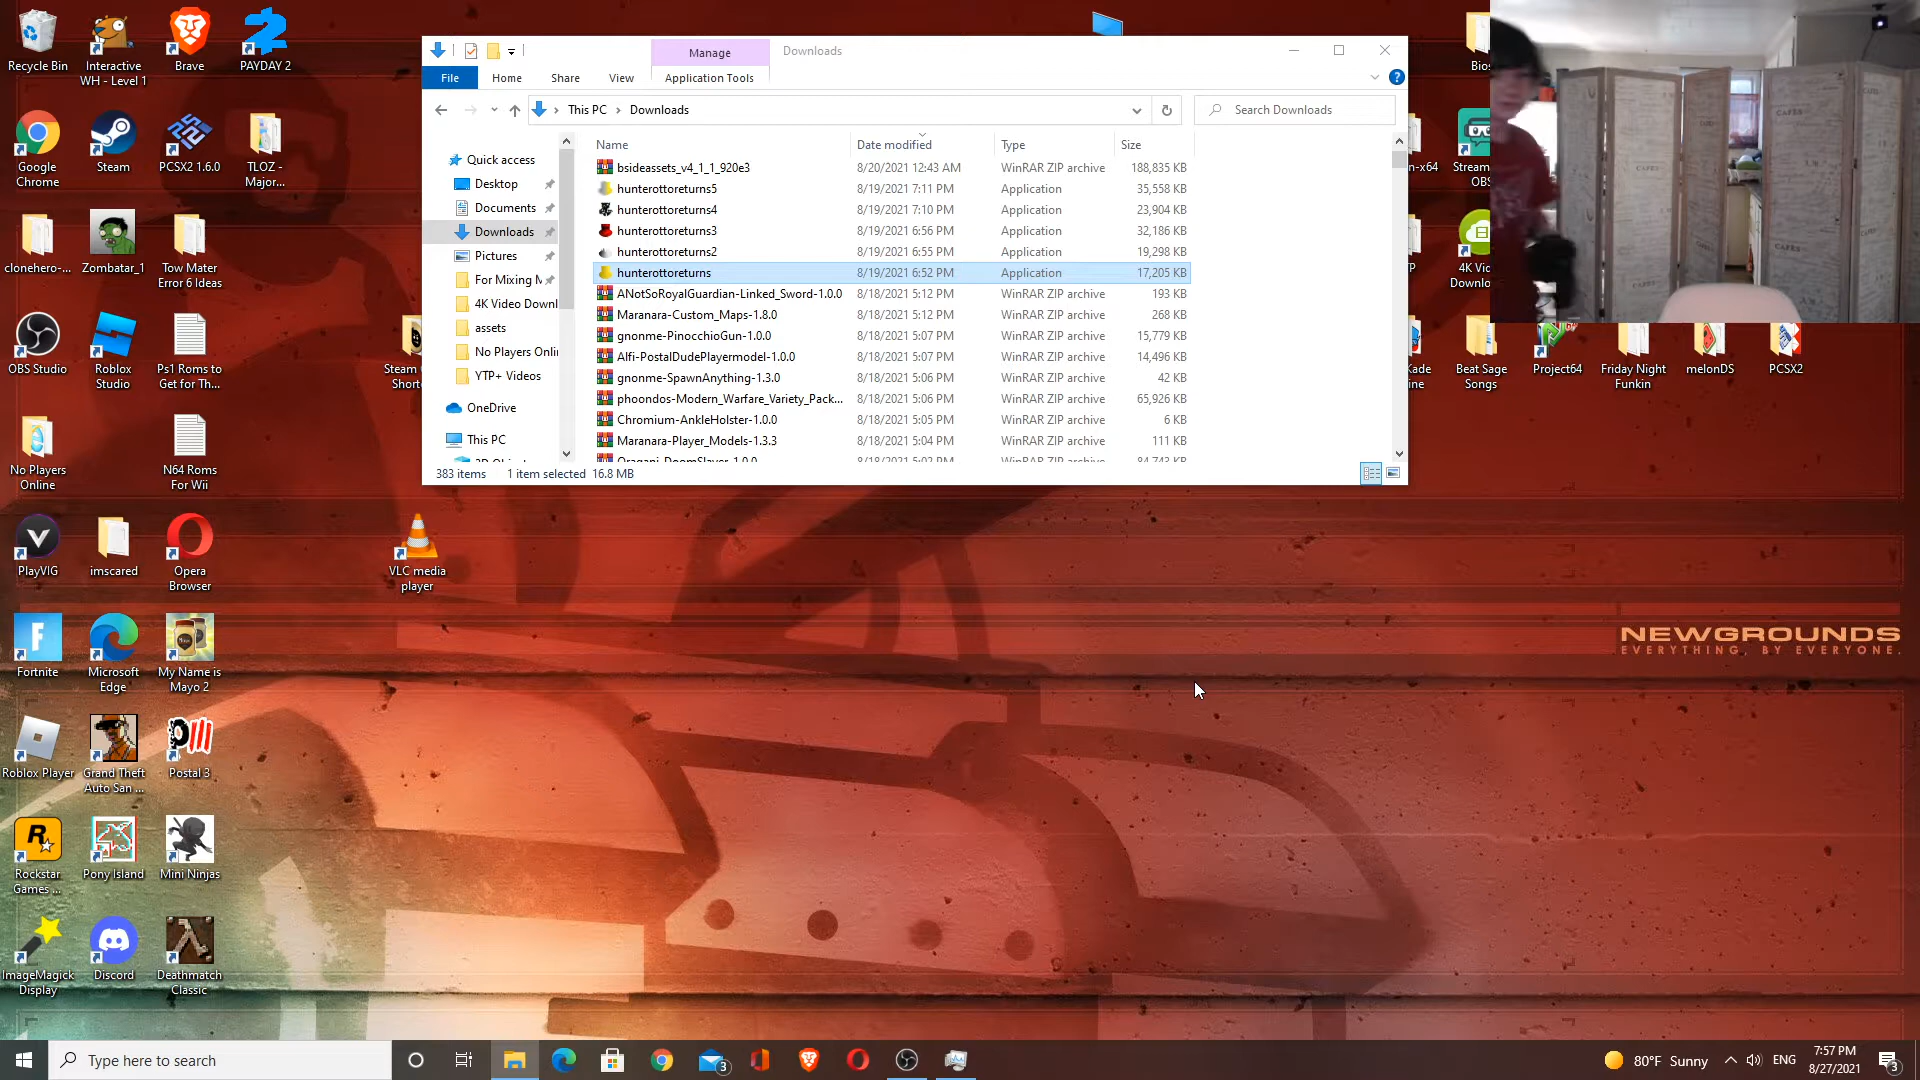 Recycle Bin
Interactive
WH - Level 1
Brave
PAYDAY 2
Google
Chrome
Steam
PCSX2 1.6.0
TLOZ -
Major...
clonehero-...
Zombatar_1
Tow Mater
Error 6 Ideas
OBS Studio
Roblox
Studio
Ps1 Roms to
Get for Th...
No Players
Online
N64 Roms
For Wii
PlayVIG
imscared
Opera
Browser
VLC media
player
Fortnite
Microsoft
Edge
My Name is
Mayo 2
Roblox Player
Grand Theft
Auto San ...
Postal 3
Rockstar
Games ...
Pony Island
Mini Ninjas
ImageMagick
Display
Discord
Deathmatch
Classic
Manage
Downloads
File
Home
Share
View
Application Tools
This PC
Downloads
Search Downloads
Name
Date modified
Type
Size
Quick access
Desktop
Documents
Downloads
Pictures
For Mixing M
4K Video Downl
assets
No Players Onli
YTP+ Videos
OneDrive
This PC
bsideassets_v4_1_1_920e3 8/20/2021 12:43 AM WinRAR ZIP archive 188,835 KB
hunterottoreturns5 8/19/2021 7:11 PM Application 35,558 KB
hunterottoreturns4 8/19/2021 7:10 PM Application 23,904 KB
hunterottoreturns3 8/19/2021 6:56 PM Application 32,186 KB
hunterottoreturns2 8/19/2021 6:55 PM Application 19,298 KB
hunterottoreturns 8/19/2021 6:52 PM Application 17,205 KB
ANotSoRoyalGuardian-Linked_Sword-1.0.0 8/18/2021 5:12 PM WinRAR ZIP archive 193 KB
Maranara-Custom_Maps-1.8.0 8/18/2021 5:12 PM WinRAR ZIP archive 268 KB
gnonme-PinocchioGun-1.0.0 8/18/2021 5:07 PM WinRAR ZIP archive 15,779 KB
Alfi-PostalDudePlayermodel-1.0.0 8/18/2021 5:07 PM WinRAR ZIP archive 14,496 KB
gnonme-SpawnAnything-1.3.0 8/18/2021 5:06 PM WinRAR ZIP archive 42 KB
phoondos-Modern_Warfare_Variety_Pack... 8/18/2021 5:06 PM WinRAR ZIP archive 65,926 KB
Chromium-AnkleHolster-1.0.0 8/18/2021 5:05 PM WinRAR ZIP archive 6 KB
Maranara-Player_Models-1.3.3 8/18/2021 5:04 PM WinRAR ZIP archive 111 KB
383 items 1 item selected 16.8 MB
Steam
Short
Bios
n-x64
Stream
OBS
4K Vid
Downlo
Kade
ine
Beat Sage
Songs
Project64
Friday Night
Funkin
melonDS
PCSX2
NEWGROUNDS
EVERYTHING, BY EVERYONE.
Type here to search
3
80°F Sunny
ENG
7:57 PM
8/27/2021
3